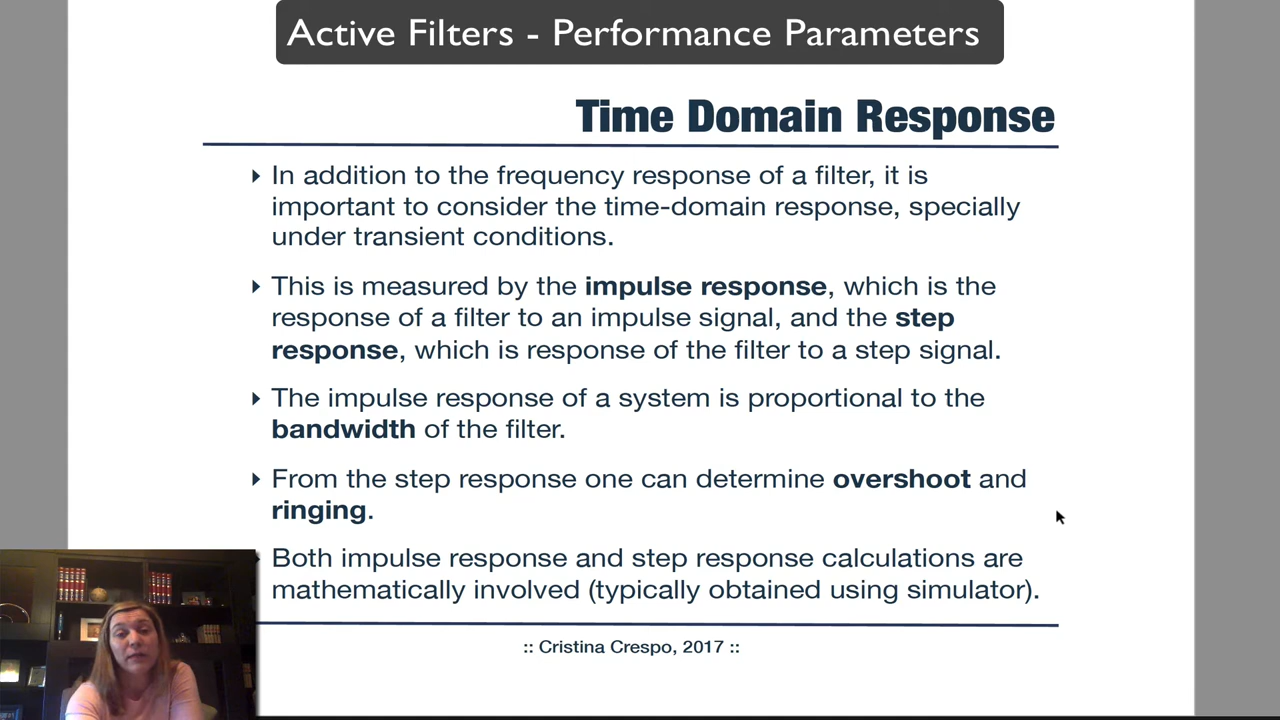 Active Filters - Performance Parameters
Time Domain Response
In addition to the frequency response of a filter, it is
important to consider the time-domain response, specially
under transient conditions.
This is measured by the impulse response, which is the
response of a filter to an impulse signal, and the step
response, which is response of the filter to a step signal.
The impulse response of a system is proportional to the
bandwidth of the filter.
From the step response one can determine overshoot and
ringing.
Both impulse response and step response calculations are
mathematically involved (typically obtained using simulator).
:: Cristina Crespo, 2017 ::